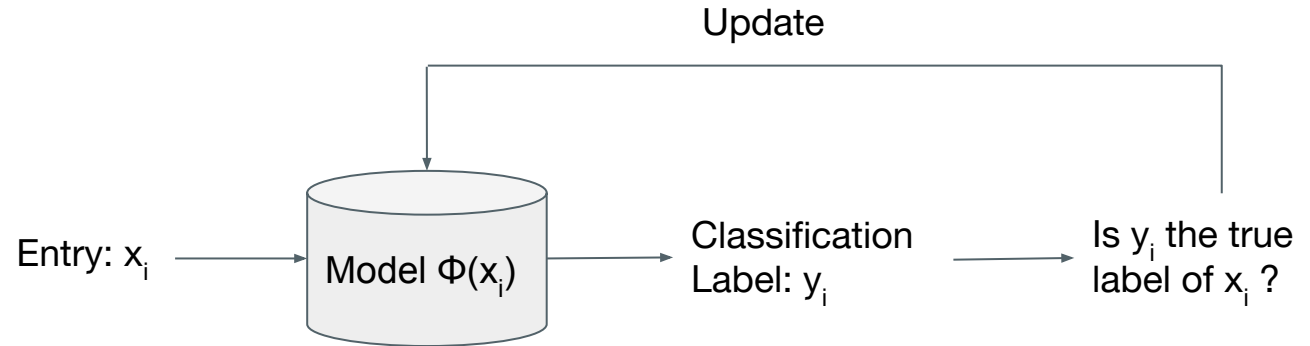 Update
Entry: xᵢ
Model Φ(xᵢ)
Classification
Label: yᵢ
Is yᵢ the true
label of xᵢ ?